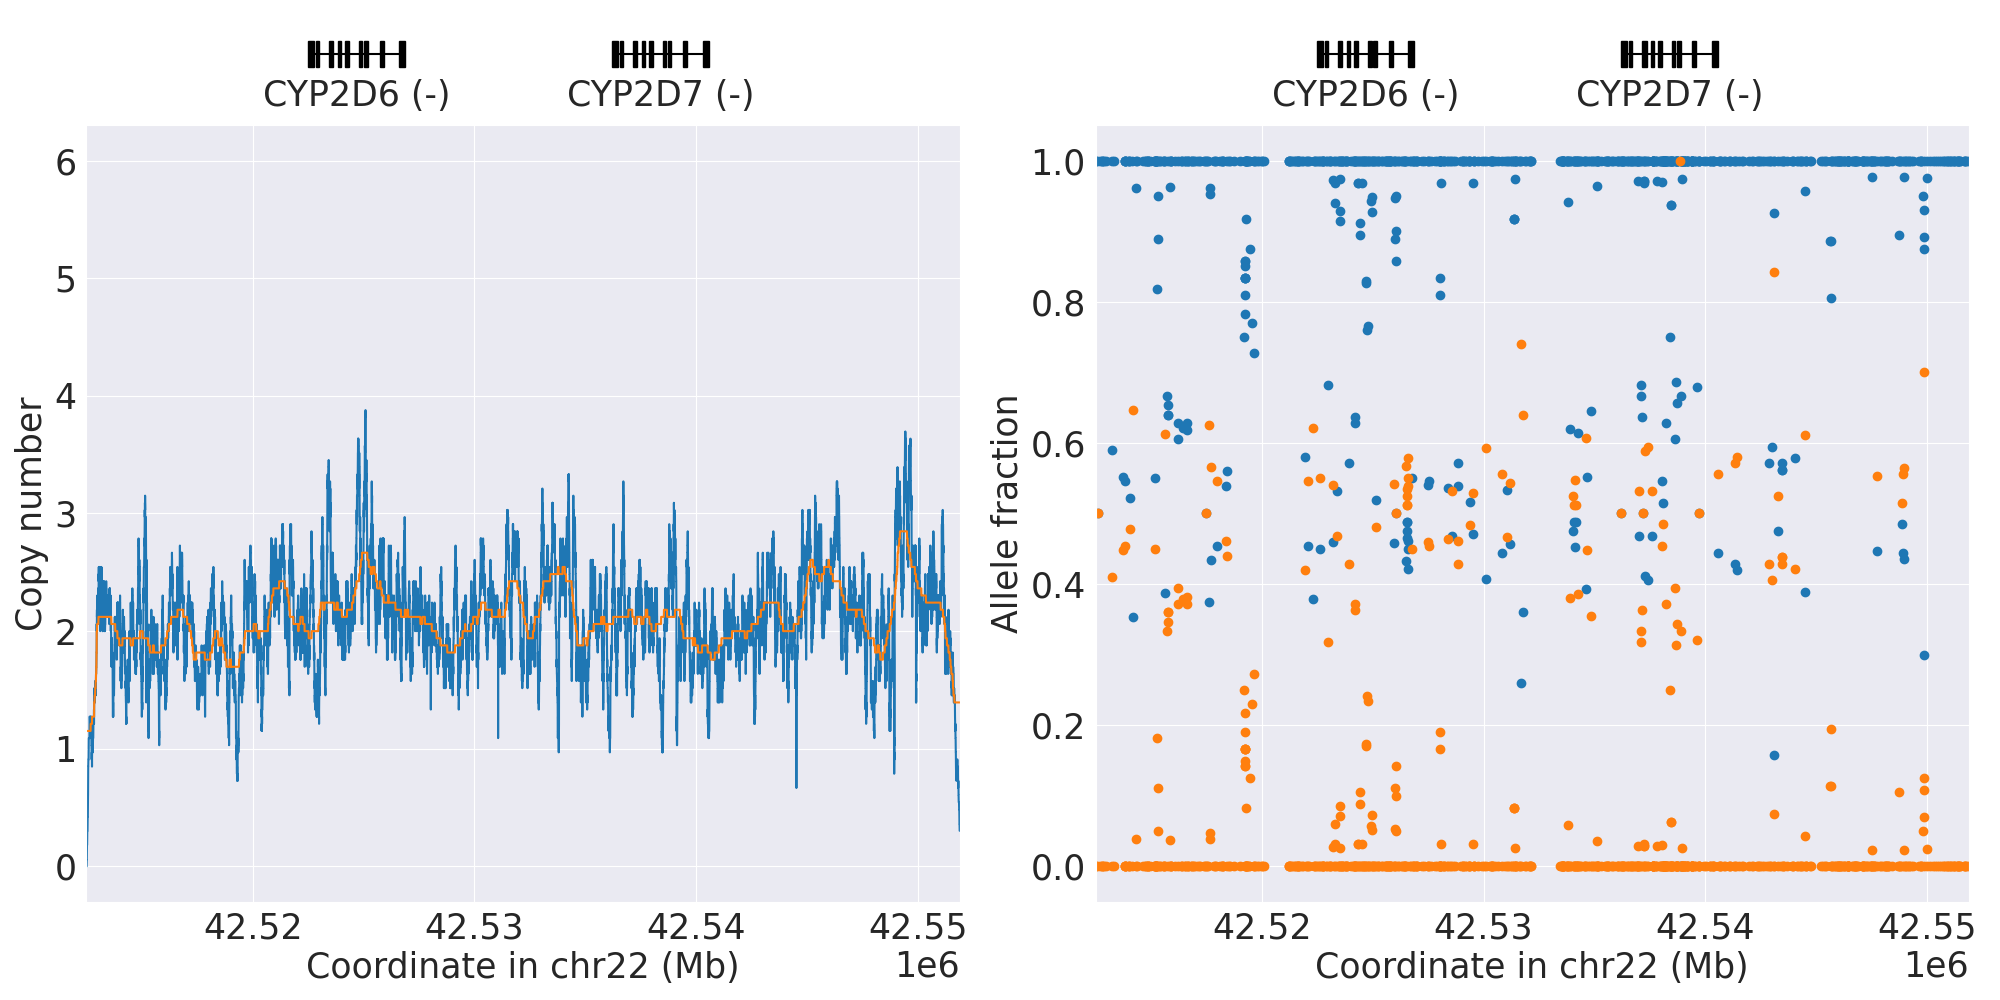 CYP2D6 (-) CYP2D7 (-)
6
5
4
3
2
1
0
Copy number
42.52 42.53 42.54 42.55
Coordinate in chr22 (Mb) 1e6
CYP2D6 (-) CYP2D7 (-)
1.0
0.8
0.6
0.4
0.2
0.0
Allele fraction
42.52 42.53 42.54 42.55
Coordinate in chr22 (Mb) 1e6